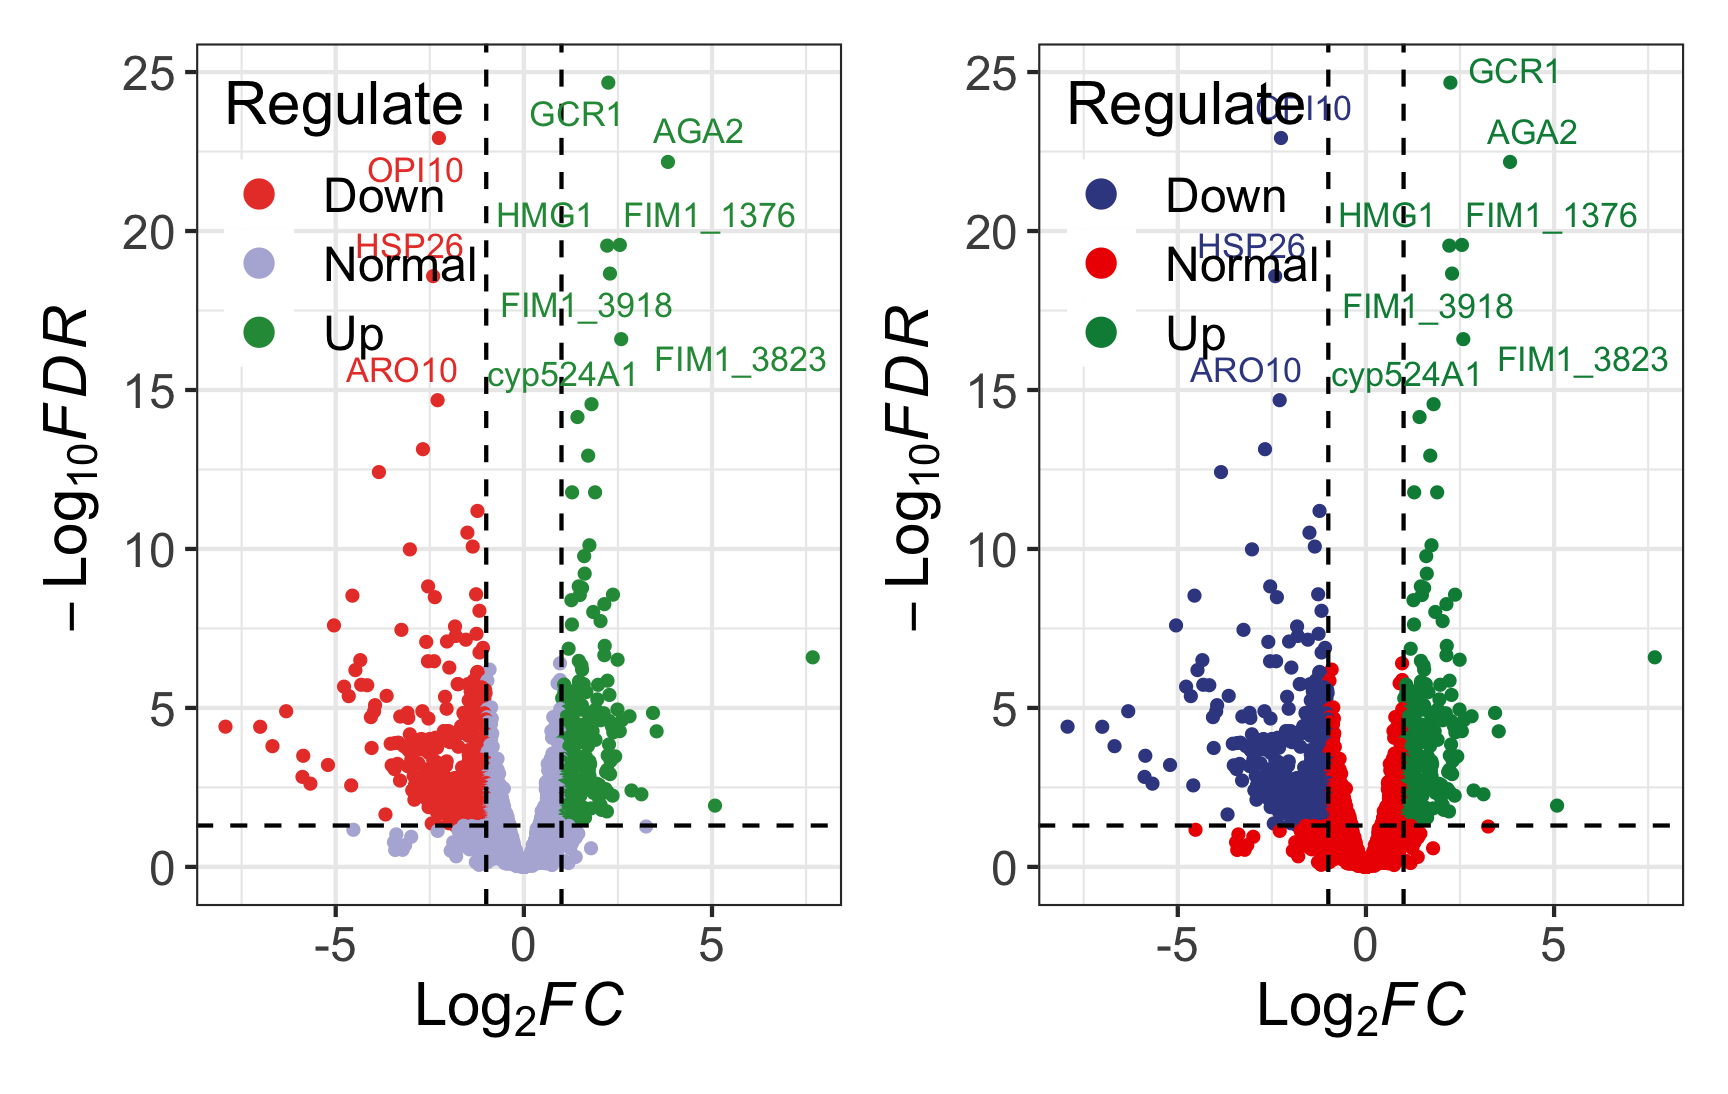 25
20
15
10
5
0
-5
0
5
− Log10FDR
Log2FC
Regulate
Down
Normal
Up
GCR1
AGA2
OPI10
HMG1
FIM1_1376
HSP26
FIM1_3918
FIM1_3823
ARO10
cyp524A1
25
20
15
10
5
0
-5
0
5
− Log10FDR
Log2FC
Regulate
Down
Normal
Up
GCR1
OPI10
AGA2
HMG1
FIM1_1376
HSP26
FIM1_3918
FIM1_3823
ARO10
cyp524A1